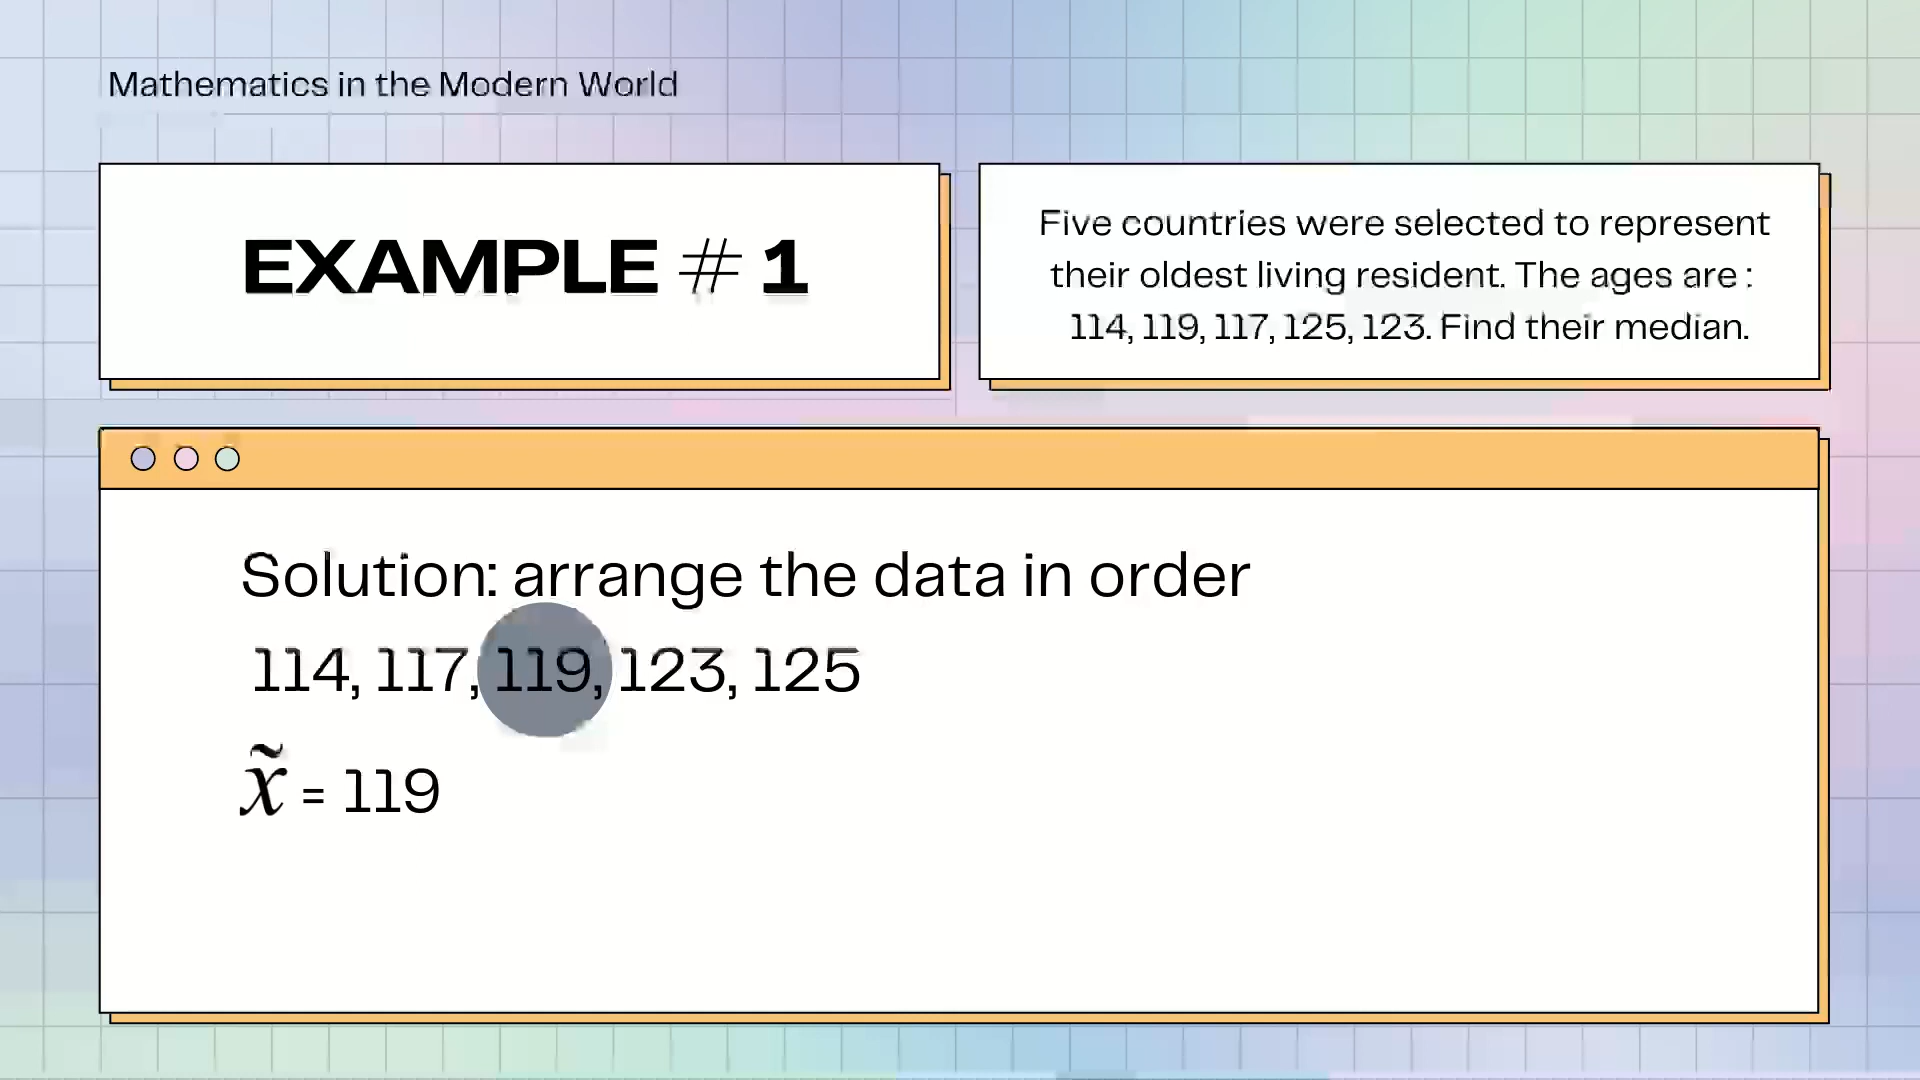 Mathematics in the Modern World
EXAMPLE # 1
Five countries were selected to represent
their oldest living resident. The ages are :
114, 119, 117, 125, 123. Find their median.
Solution: arrange the data in order
114, 117, 119, 123, 125
x̃ = 119